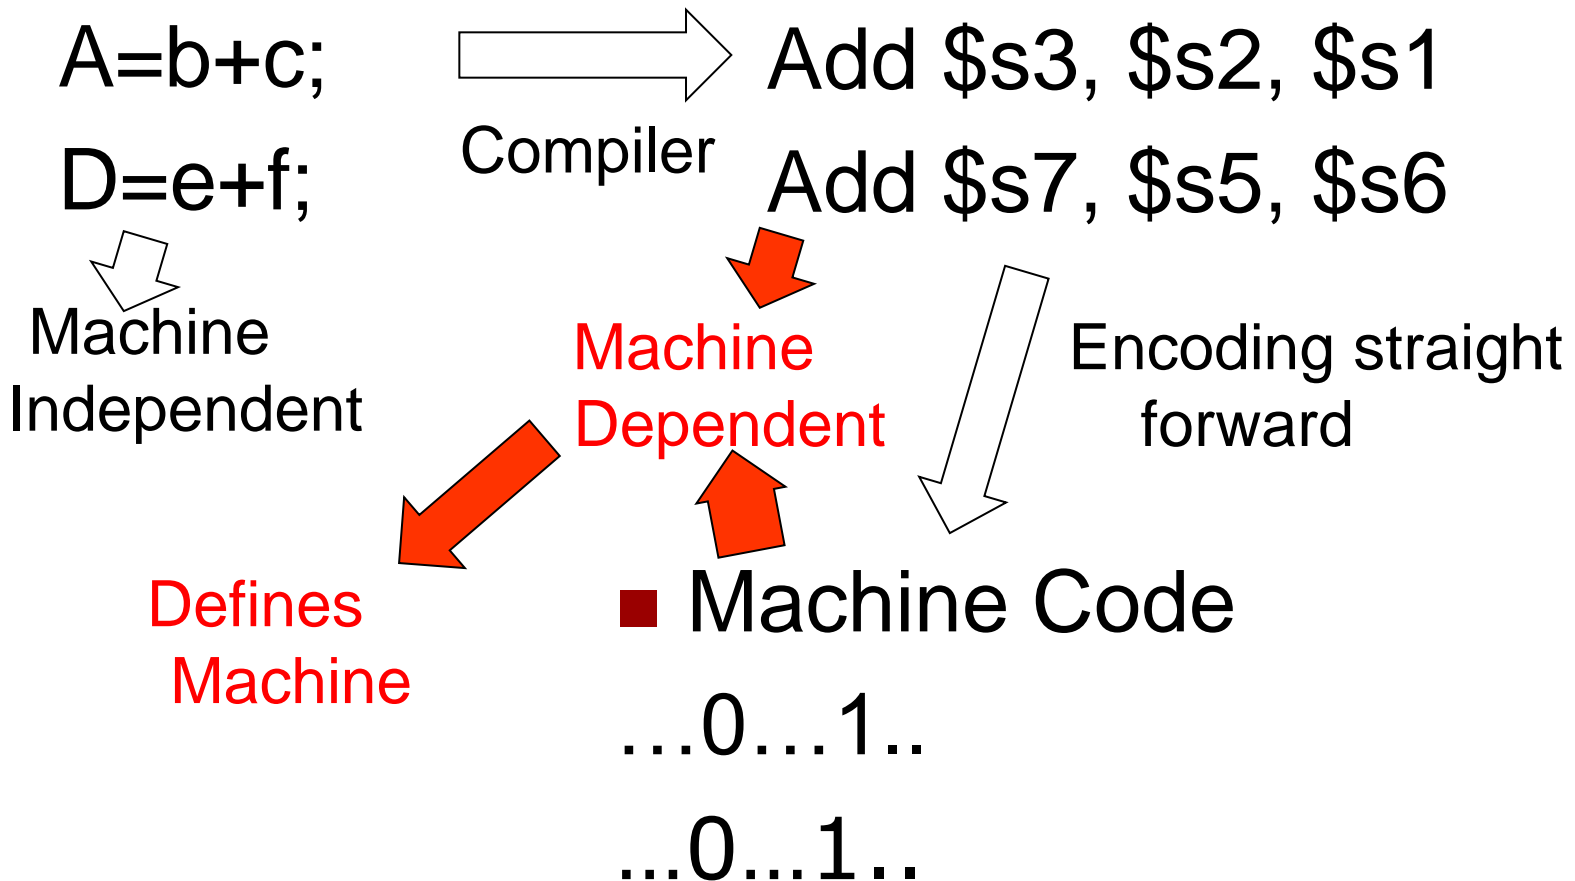 A=b+c;
Add $s3, $s2, $s1
Compiler
D=e+f;
Add $s7, $s5, $s6
Machine
Independent
Machine
Dependent
Encoding straight
forward
Defines
Machine
Machine Code
…0…1..
...0...1..